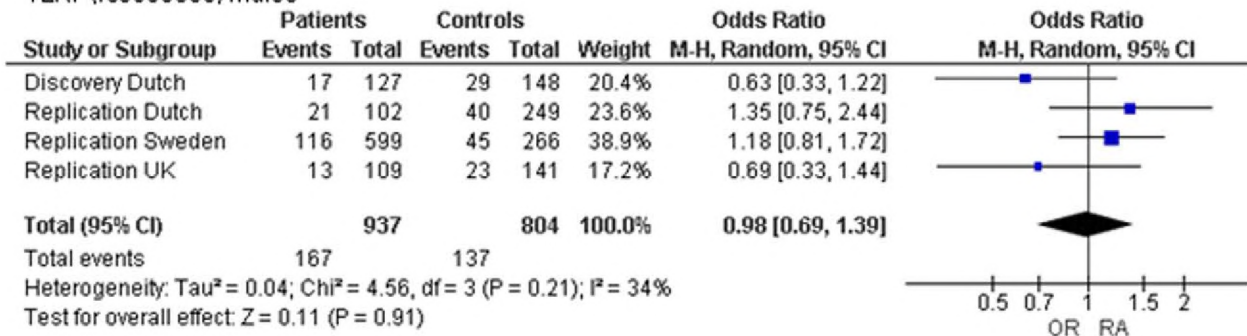 Patients Controls Odds Ratio Odds Ratio
Study or Subgroup Events Total Events Total Weight M-H, Random, 95% CI M-H, Random, 95% CI
Discovery Dutch 17 127 29 148 20.4% 0.63 [0.33, 1.22]
Replication Dutch 21 102 40 249 23.6% 1.35 [0.75, 2.44]
Replication Sweden 116 599 45 266 38.9% 1.18 [0.81, 1.72]
Replication UK 13 109 23 141 17.2% 0.69 [0.33, 1.44]
Total (95% CI) 937 804 100.0% 0.98 [0.69, 1.39]
Total events 167 137
Heterogeneity: Tau² = 0.04; Chi² = 4.56, df = 3 (P = 0.21); I² = 34%
Test for overall effect: Z = 0.11 (P = 0.91)
0.5 0.7 1 1.5 2
OR RA